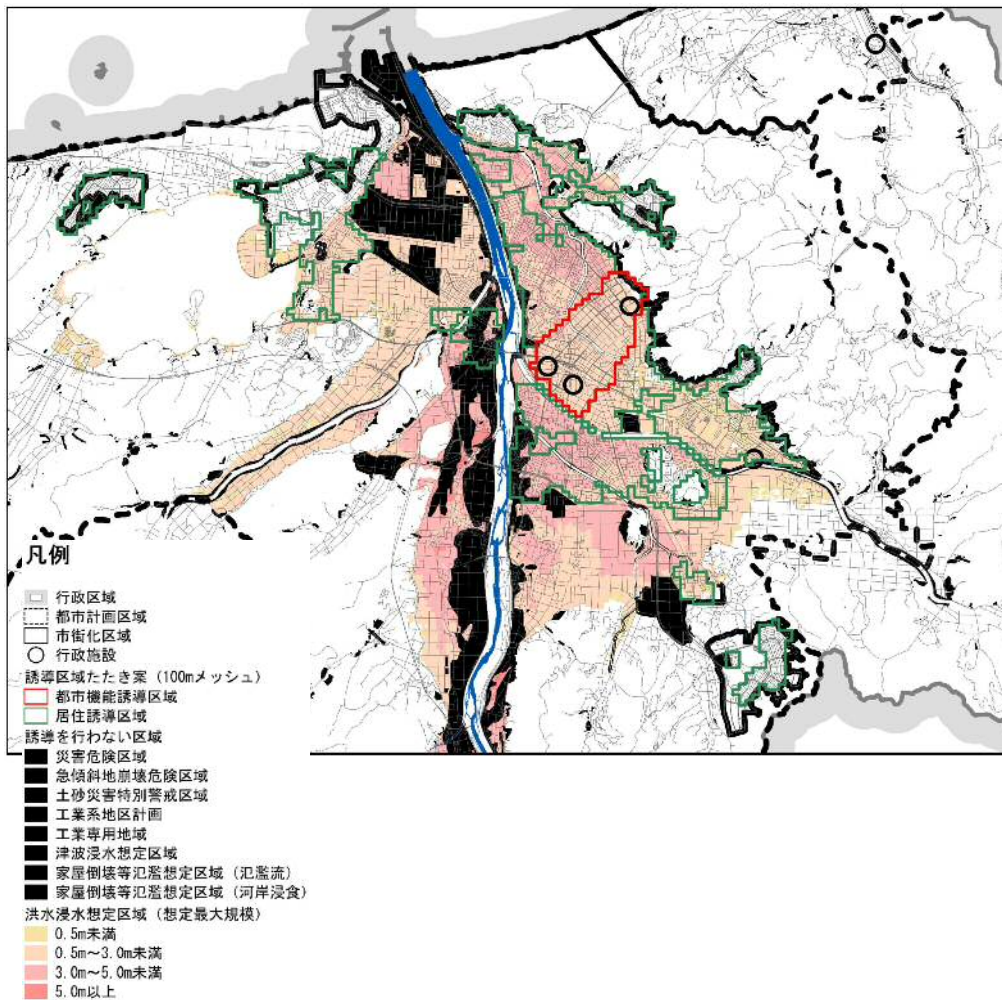 凡例
行政区域
都市計画区域
市街化区域
行政施設
誘導区域たたき案（100mメッシュ）
都市機能誘導区域
居住誘導区域
誘導を行わない区域
災害危険区域
急傾斜地崩壊危険区域
土砂災害特別警戒区域
工業系地区計画
工業専用地域
津波浸水想定区域
家屋倒壊等氾濫想定区域（氾濫流）
家屋倒壊等氾濫想定区域（河岸浸食）
洪水浸水想定区域（想定最大規模）
0.5m未満
0.5m～3.0m未満
3.0m～5.0m未満
5.0m以上